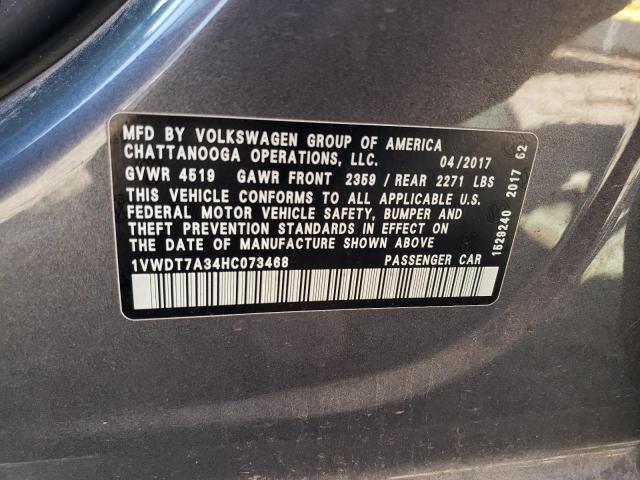 MFD BY VOLKSWAGEN GROUP OF AMERICA
CHATTANOOGA OPERATIONS, LLC. 04/2017
GVWR 4519 GAWR FRONT 2359 / REAR 2271 LBS
THIS VEHICLE CONFORMS TO ALL APPLICABLE U.S.
FEDERAL MOTOR VEHICLE SAFETY, BUMPER AND
THEFT PREVENTION STANDARDS IN EFFECT ON
THE DATE OF MANUFACTURE SHOWN ABOVE
1VWDT7A34HC073468 PASSENGER CAR
1529240 2017 62